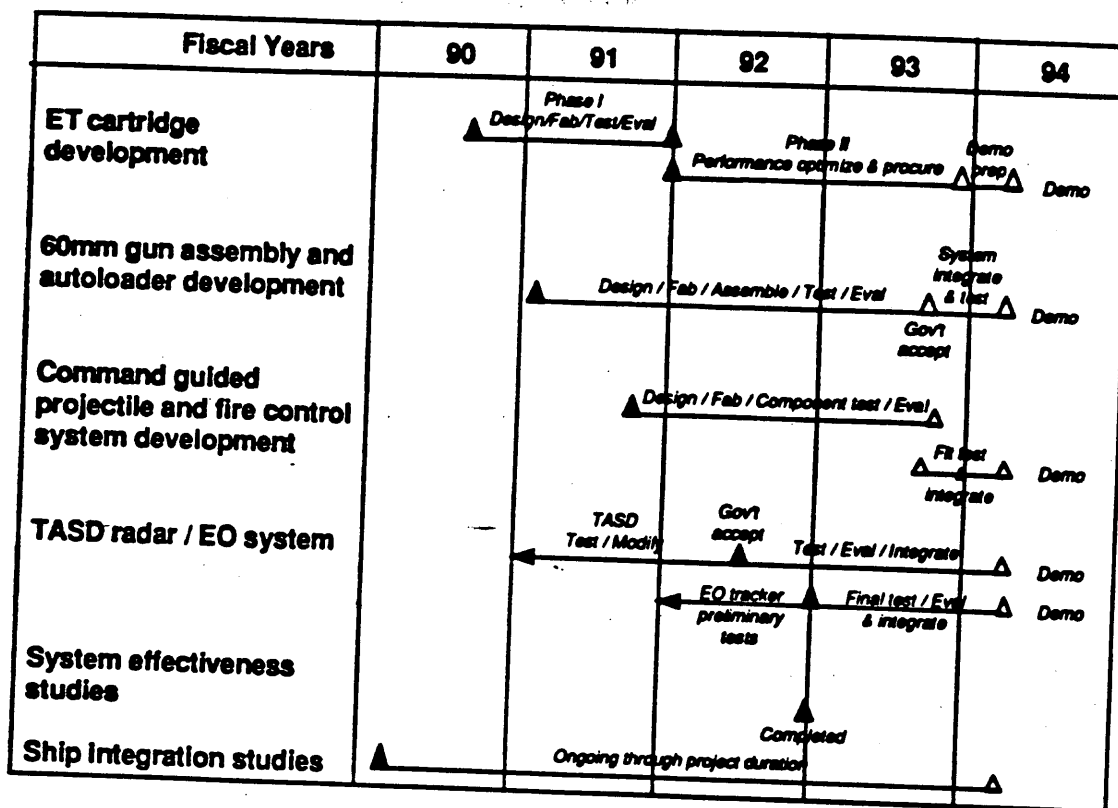 Fiscal Years 90 91 92 93 94
ET cartridge
development
Phase I
Design/Fab/Test/Eval
Phase II
Performance optimize & procure
Demo
prep
Demo
60mm gun assembly and
autoloader development
Design / Fab / Assemble / Test / Eval
System
integrate
& test
Gov't
accept
Demo
Command guided
projectile and fire control
system development
Design / Fab / Component test / Eval
Flt test
&
integrate
Demo
TASD radar / EO system
TASD
Test / Modify
Gov't
accept
Test / Eval / Integrate
Demo
EO tracker
preliminary
tests
Final test / Eval
& integrate
Demo
System effectiveness
studies
Completed
Ship integration studies
Ongoing through project duration